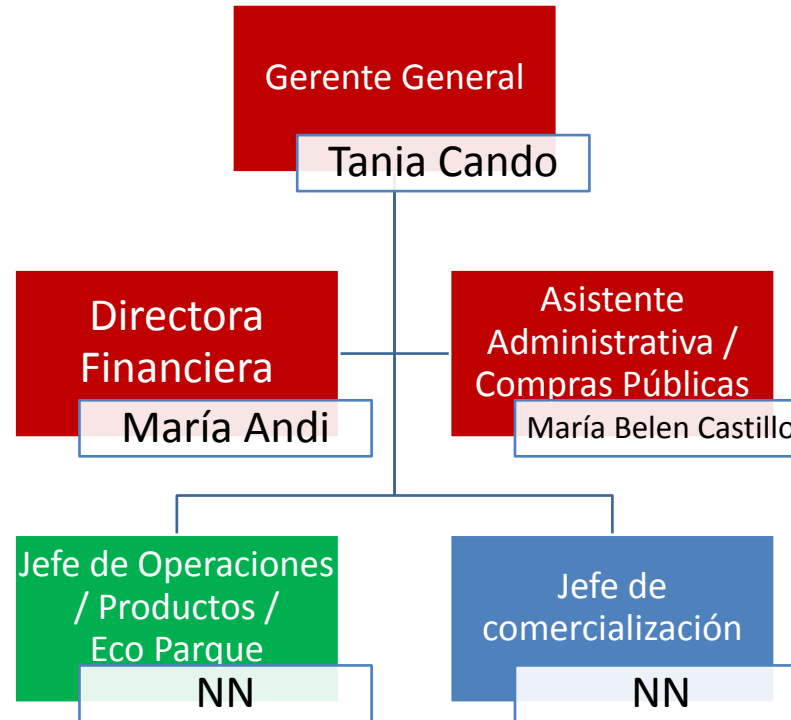 Gerente General
Tania Cando
Directora
Financiera
María Andi
Asistente
Administrativa /
Compras Públicas
María Belen Castillo
Jefe de Operaciones
/ Productos /
Eco Parque
NN
Jefe de
comercialización
NN